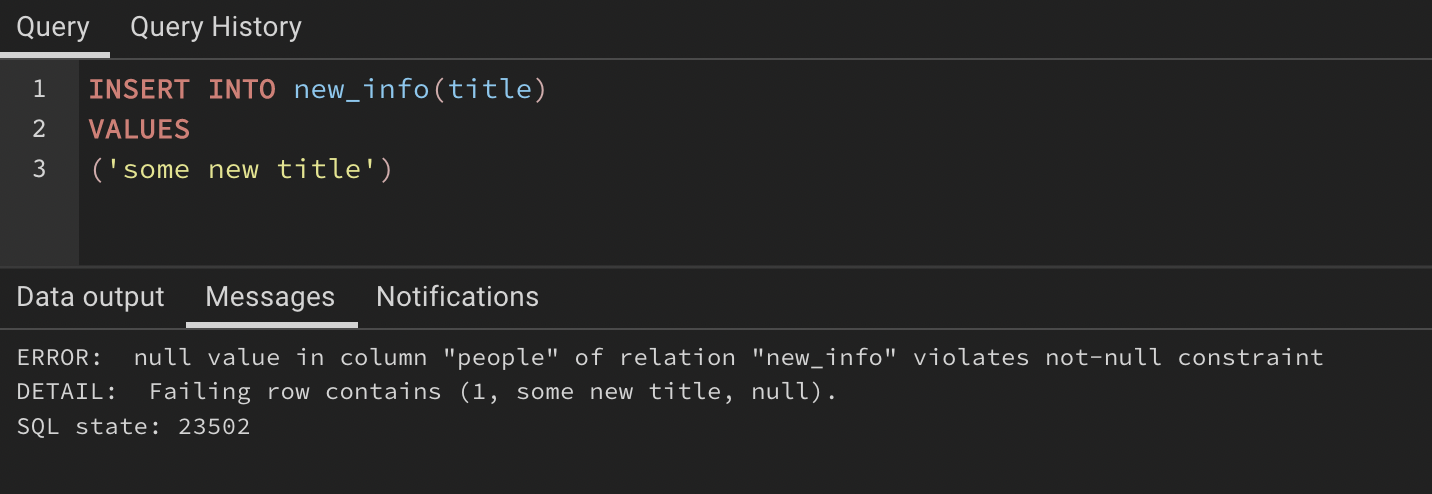 Query Query History
1 INSERT INTO new_info(title)
2 VALUES
3 ('some new title')
Data output Messages Notifications
ERROR:  null value in column "people" of relation "new_info" violates not-null constraint
DETAIL:  Failing row contains (1, some new title, null).
SQL state: 23502